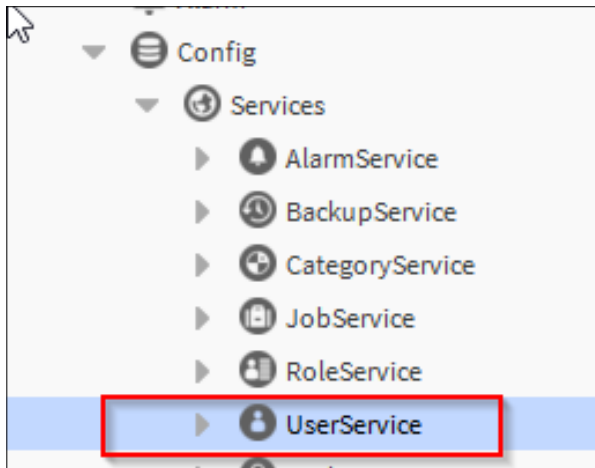 Config
Services
AlarmService
BackupService
CategoryService
JobService
RoleService
UserService